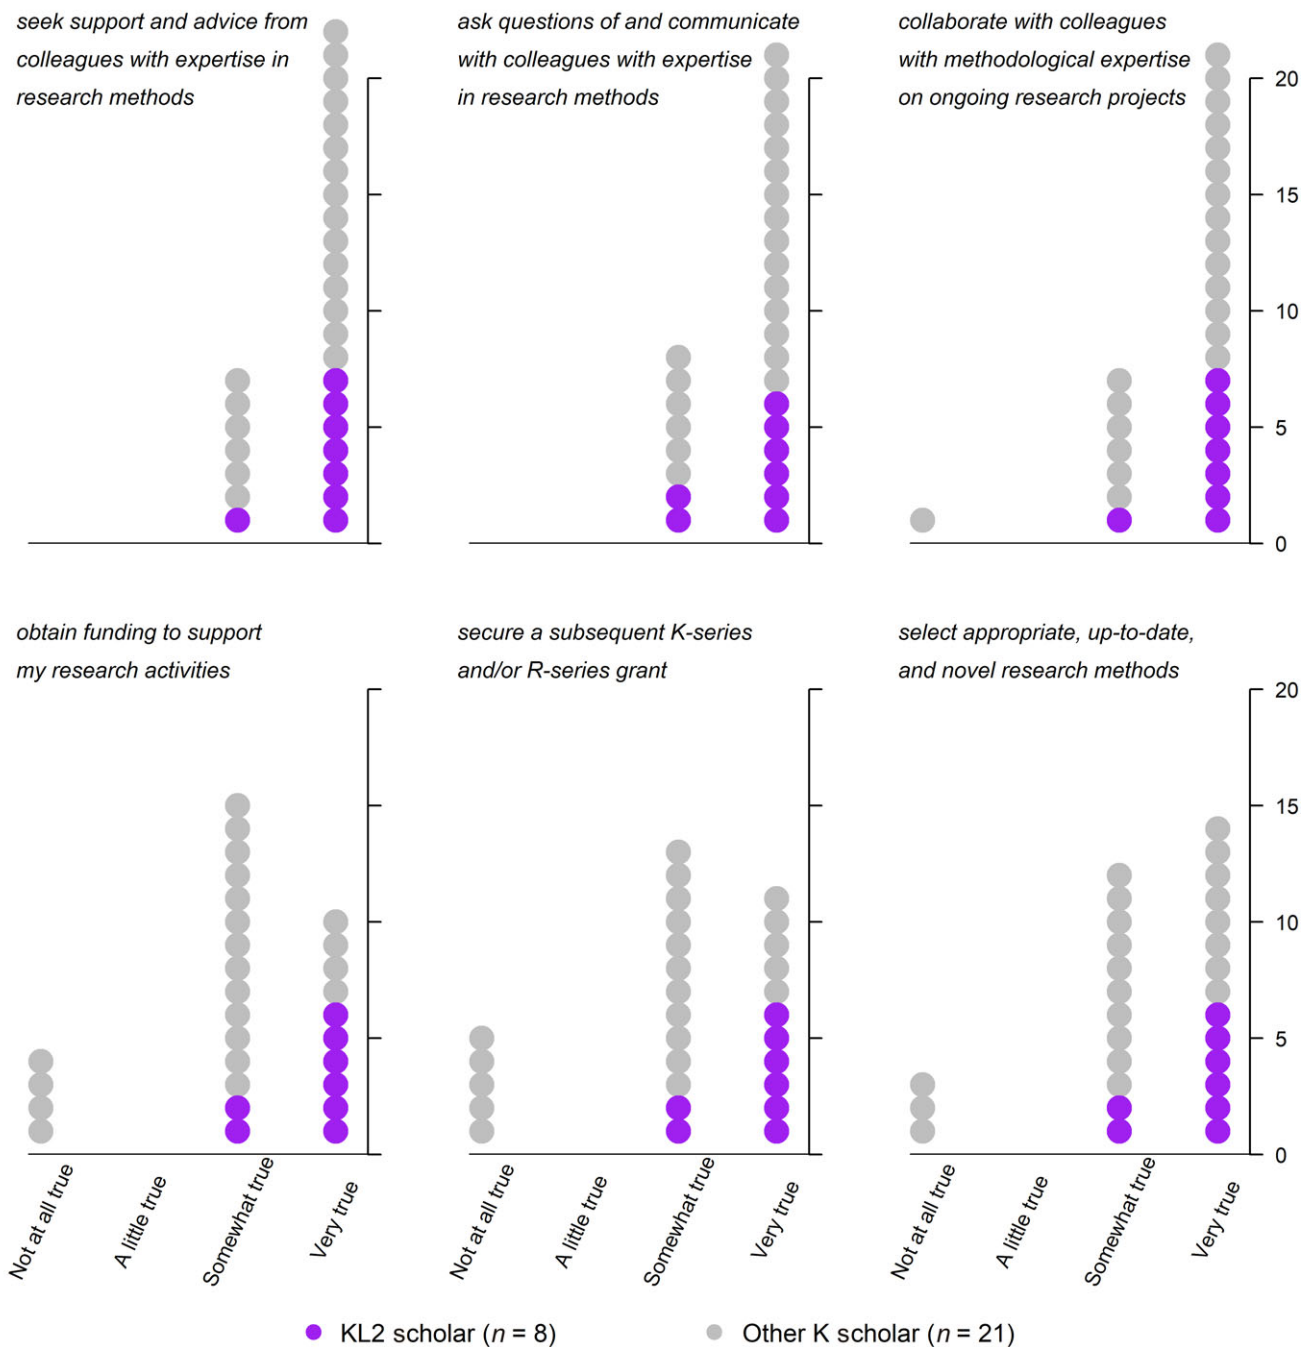 seek support and advice from
colleagues with expertise in
research methods
ask questions of and communicate
with colleagues with expertise
in research methods
collaborate with colleagues
with methodological expertise
on ongoing research projects
20
15
10
5
0
obtain funding to support
my research activities
secure a subsequent K-series
and/or R-series grant
select appropriate, up-to-date,
and novel research methods
20
15
10
5
0
Not at all true
A little true
Somewhat true
Very true
Not at all true
A little true
Somewhat true
Very true
Not at all true
A little true
Somewhat true
Very true
KL2 scholar (n = 8)
Other K scholar (n = 21)